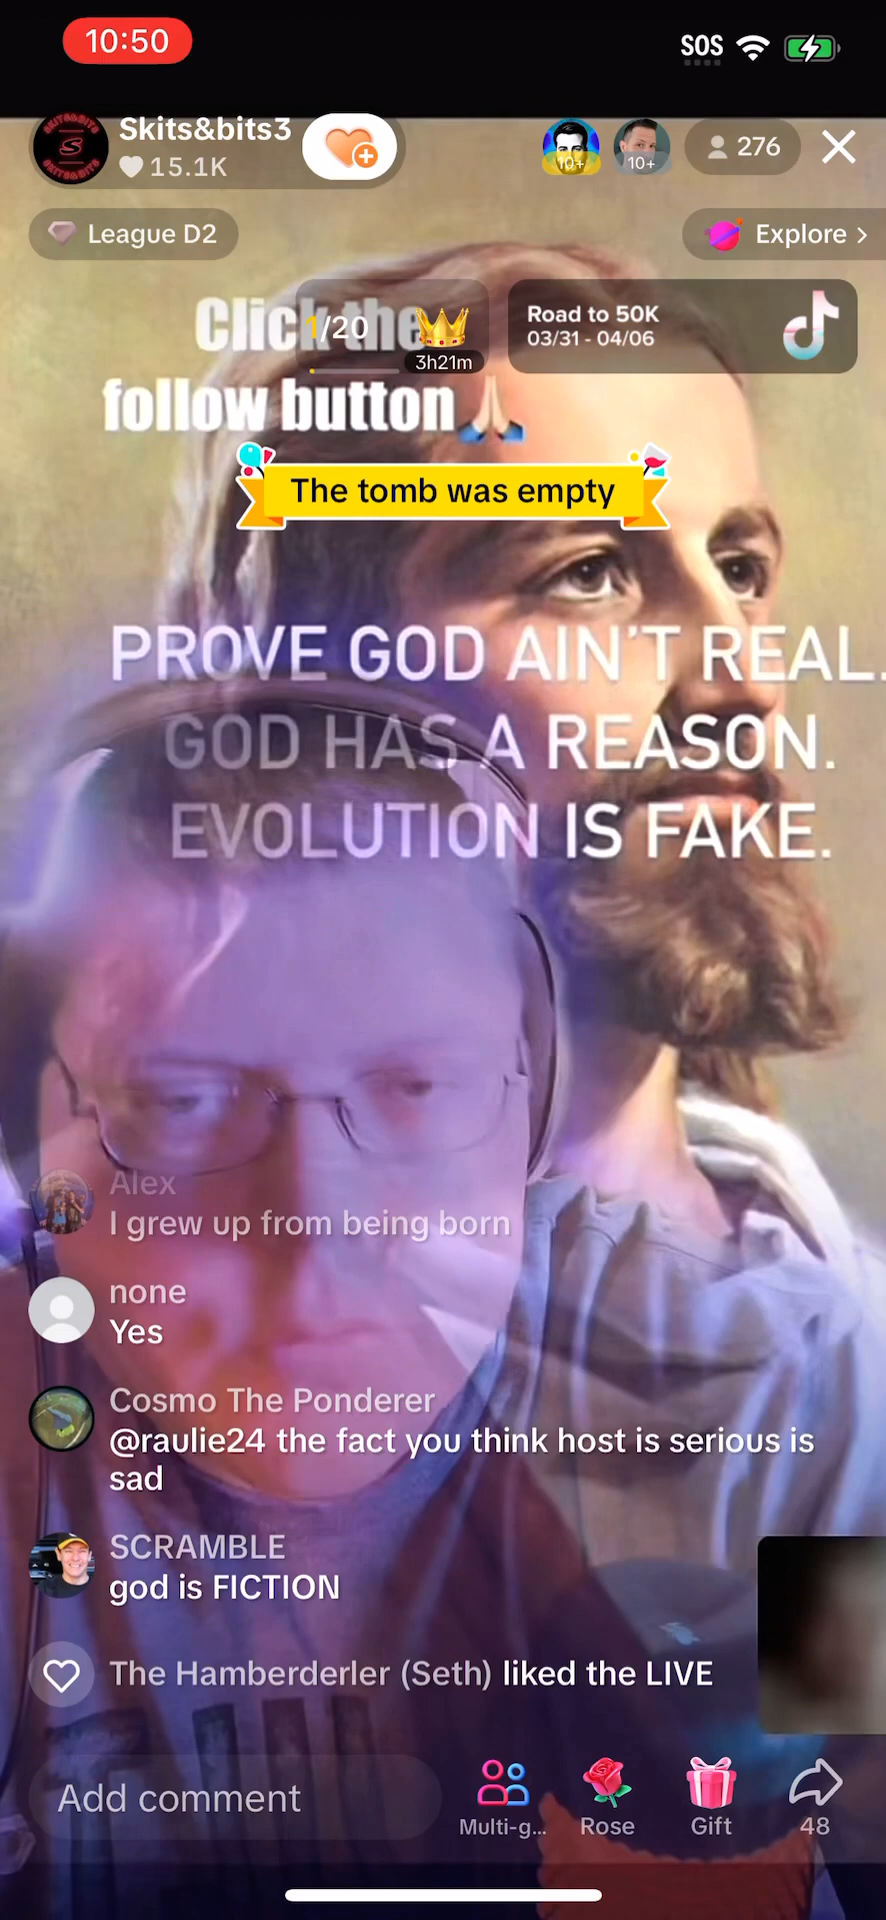 10:50
SOS
Skits&bits3
15.1K
10+
10+
276
League D2
Explore >
Click the
1/20
3h21m
Road to 50K
03/31 - 04/06
follow button
The tomb was empty
PROVE GOD AIN'T REAL.
GOD HAS A REASON.
EVOLUTION IS FAKE.
Alex
I grew up from being born
none
Yes
Cosmo The Ponderer
@raulie24 the fact you think host is serious is
sad
SCRAMBLE
god is FICTION
The Hamberderler (Seth) liked the LIVE
Add comment
Multi-g...
Rose
Gift
48